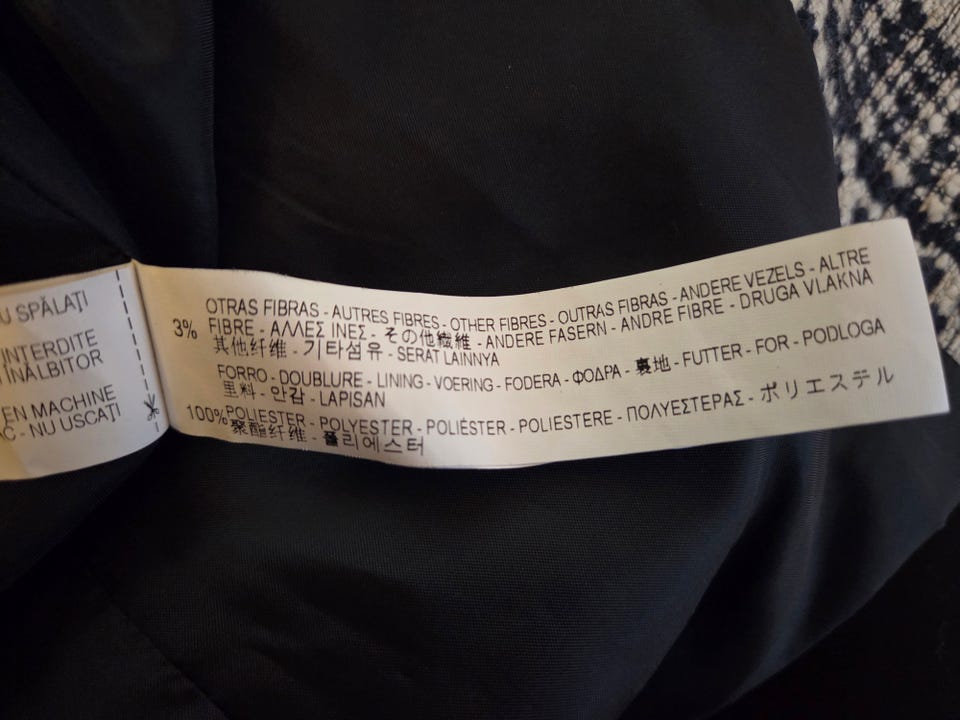 U SPĂLAȚI
INTERDITE
INĂLBITOR
EN MACHINE
C - NU USCAȚI
OTRAS FIBRAS - AUTRES FIBRES - OTHER FIBRES - OUTRAS FIBRAS - ANDERE VEZELS - ALTRE
3% FIBRE - ΑΛΛΕΣ ΙΝΕΣ - その他繊維 - ANDERE FASERN - ANDRE FIBRE - DRUGA VLAKNA
其他纤维 - 기타섬유 - SERAT LAINNYA
FORRO - DOUBLURE - LINING - VOERING - FODERA - ΦΟΔΡΑ - 裏地 - FUTTER - FOR - PODLOGA
里料 - 안감 - LAPISAN
100% POLIESTER - POLYESTER - POLIÉSTER - POLIESTERE - ΠΟΛΥΕΣΤΕΡΑΣ - ポリエステル
聚酯纤维 - 폴리에스터